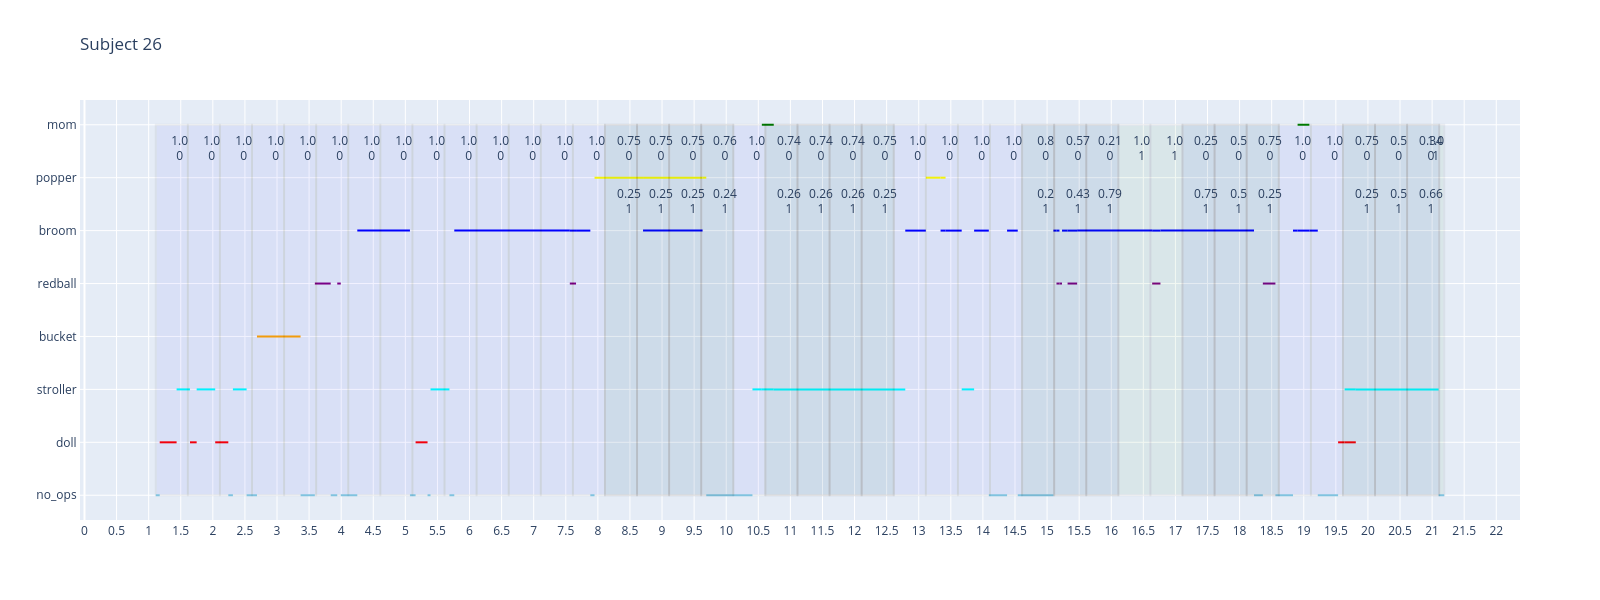 Subject 26
mom
1.0 1.0 1.0 1.0 1.0 1.0 1.0 1.0 1.0 1.0 1.0 1.0 1.0 1.0 0.75 0.75 0.75 0.76 1.0 0.74 0.74 0.74 0.75 1.0 1.0 1.0 1.0 0.8 0.57 0.21 1.0 1.0 0.25 0.5 0.75 1.0 1.0 0.75 0.5
0 0 0 0 0 0 0 0 0 0 0 0 0 0 0 0 0 0 0 0 0 0 0 0 0 0 0 0 0 0 1 1 0 0 0 0 0 0 0
popper
0.25 0.25 0.25 0.24 0.26 0.26 0.26 0.25 0.2 0.43 0.79 0.75 0.5 0.25 0.25 0.5 0.66
1 1 1 1 1 1 1 1 1 1 1 1 1 1 1 1 1
broom
redball
bucket
stroller
doll
no_ops
0 0.5 1 1.5 2 2.5 3 3.5 4 4.5 5 5.5 6 6.5 7 7.5 8 8.5 9 9.5 10 10.5 11 11.5 12 12.5 13 13.5 14 14.5 15 15.5 16 16.5 17 17.5 18 18.5 19 19.5 20 20.5 21 21.5 22